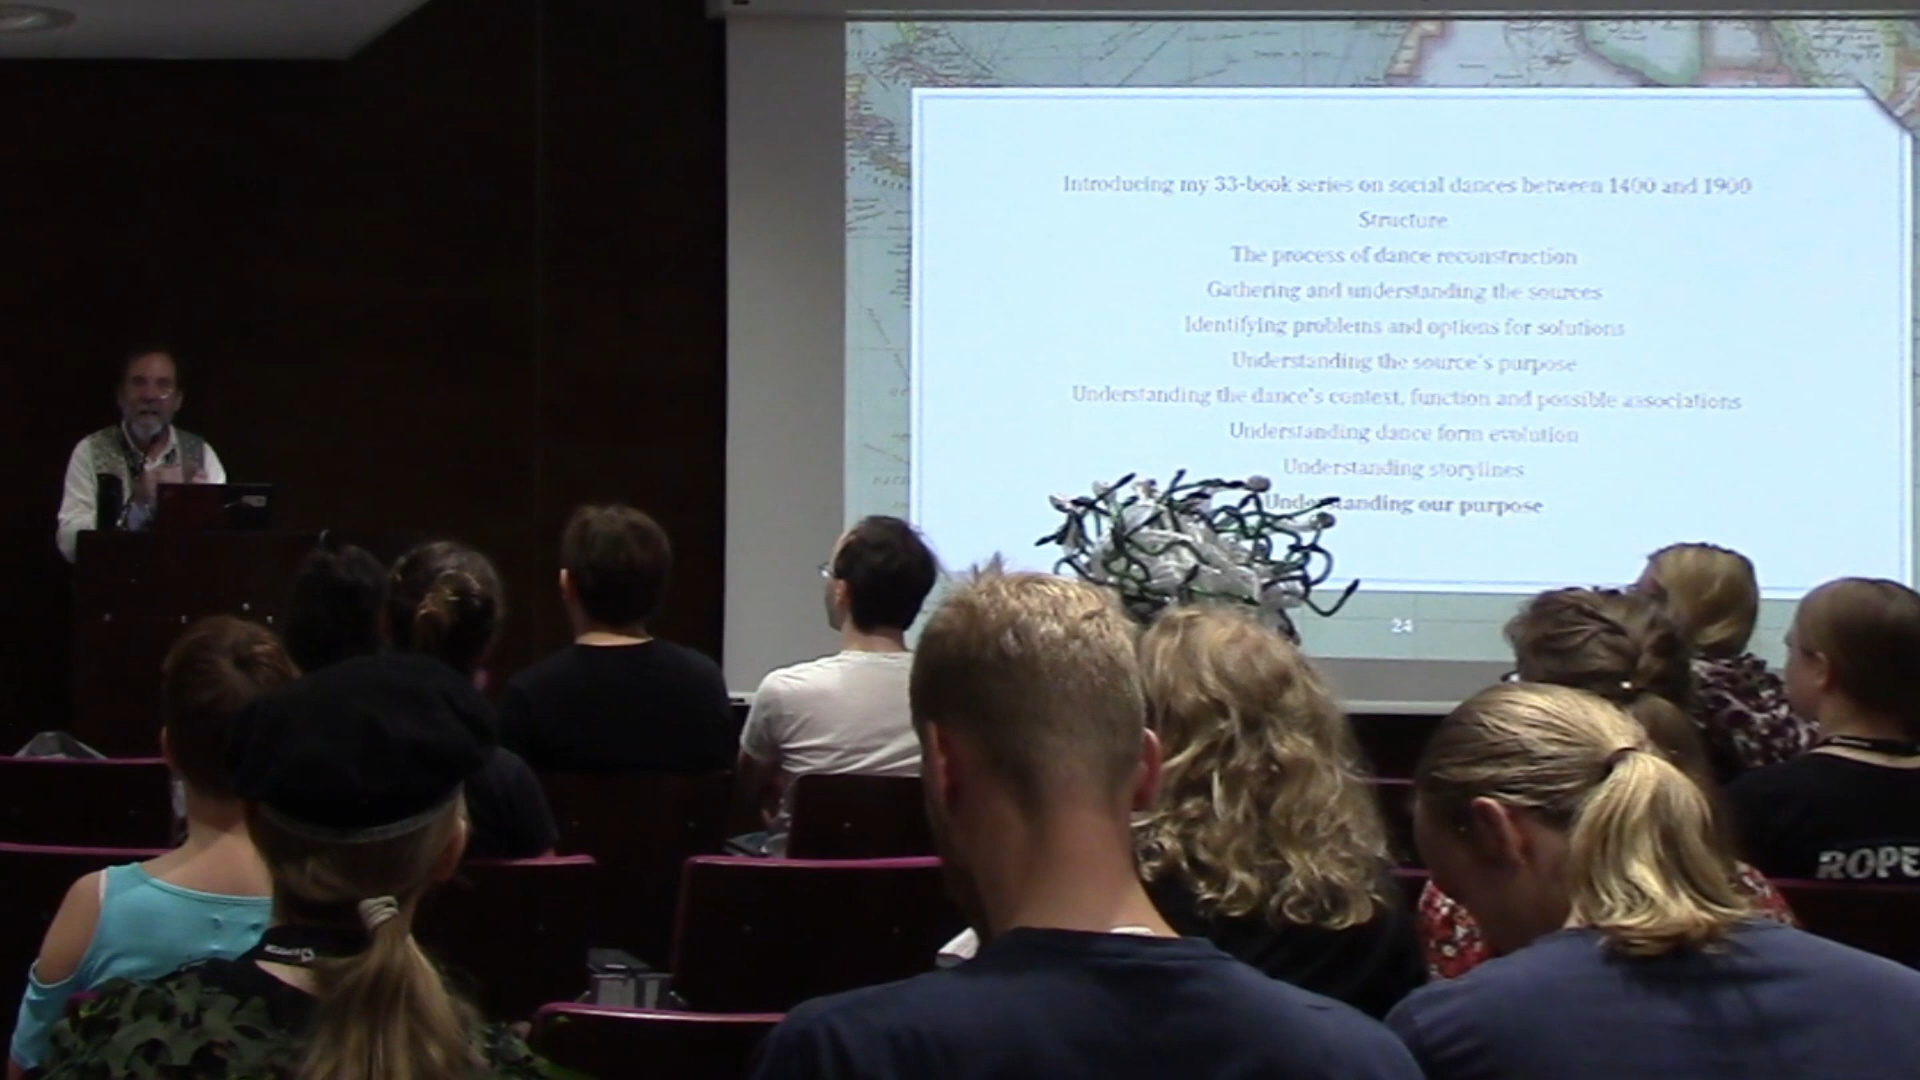 Introducing my 33-book series on social dances between 1400 and 1900
Structure
The process of dance reconstruction
Gathering and understanding the sources
Identifying problems and options for solutions
Understanding the source's purpose
Understanding the dance's context, function and possible associations
Understanding dance form evolution
Understanding storylines
Understanding our purpose
24
ROPE